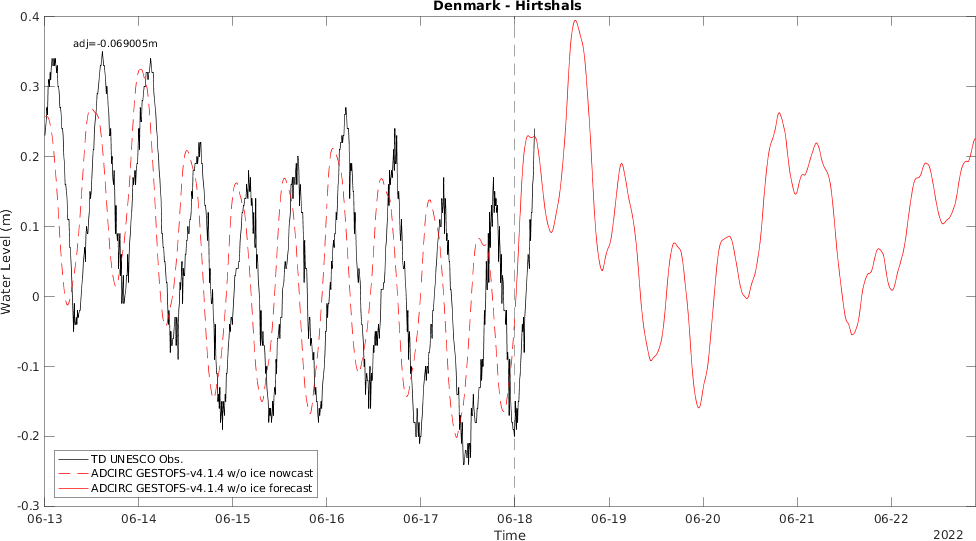 Denmark - Hirtshals
adj=-0.069005m
0.4
0.3
0.2
0.1
0
-0.1
-0.2
-0.3
Water Level (m)
TD UNESCO Obs.
ADCIRC GESTOFS-v4.1.4 w/o ice nowcast
ADCIRC GESTOFS-v4.1.4 w/o ice forecast
06-13 06-14 06-15 06-16 06-17 06-18 06-19 06-20 06-21 06-22
Time
2022